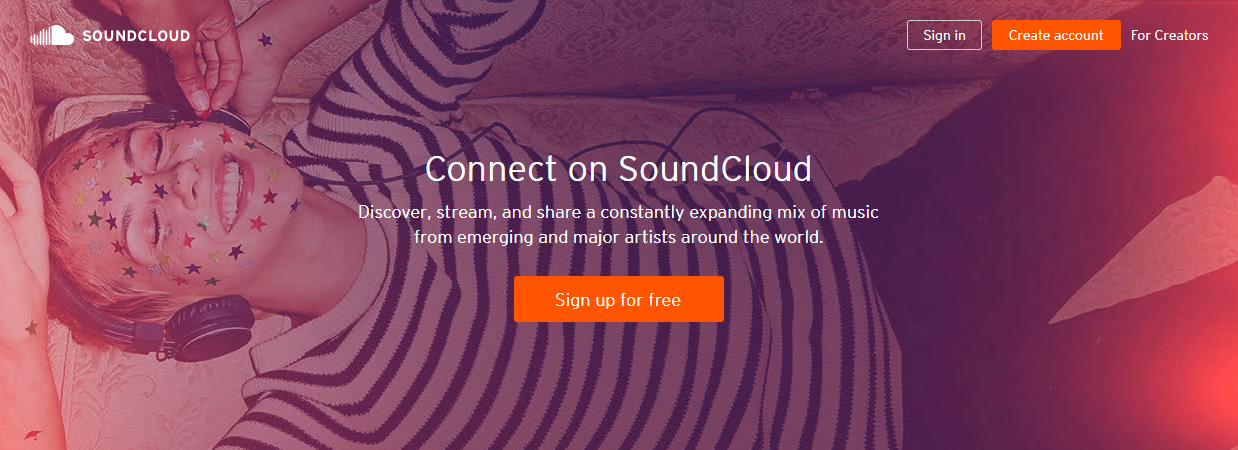 SOUNDCLOUD
Sign in
Create account
For Creators
Connect on SoundCloud
Discover, stream, and share a constantly expanding mix of music
from emerging and major artists around the world.
Sign up for free